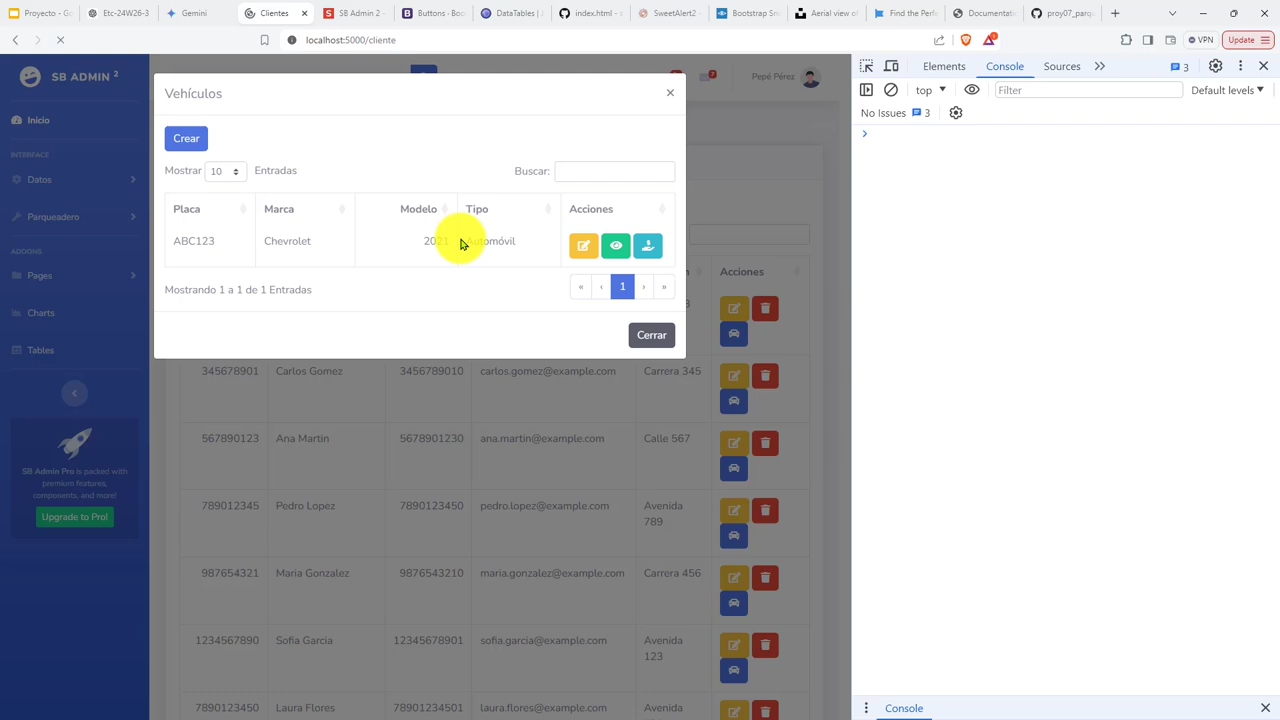 Proyecto - Ga
Etc-24W26-3
Gemini
Clientes
SB Admin 2 -
Buttons - Boc
DataTables |
index.html -
SweetAlert2
Bootstrap Sni
Aerial view of
Find the Perfe
Documentati
proy07_parqu
localhost:5000/cliente
VPN
Update
SB ADMIN 2
Inicio
INTERFACE
Datos
Parqueadero
ADDONS
Pages
Charts
Tables
SB Admin Pro is packed with
premium features,
components, and more!
Upgrade to Pro!
7
Pepé Pérez
Vehículos
×
Crear
Mostrar 10 Entradas
Buscar:
Placa Marca Modelo Tipo Acciones
ABC123 Chevrolet 2021 Automóvil
Mostrando 1 a 1 de 1 Entradas
« ‹ 1 › »
Cerrar
Acciones
345678901 Carlos Gomez 3456789010 carlos.gomez@example.com Carrera 345
567890123 Ana Martin 5678901230 ana.martin@example.com Calle 567
789012345 Pedro Lopez 7890123450 pedro.lopez@example.com Avenida
789
987654321 Maria Gonzalez 9876543210 maria.gonzalez@example.com Carrera 456
1234567890 Sofia Garcia 12345678901 sofia.garcia@example.com Avenida
123
7890123450 Laura Flores 78901234501 laura.flores@example.com Avenida
Elements Console Sources 3
top Filter Default levels
No Issues 3
Console